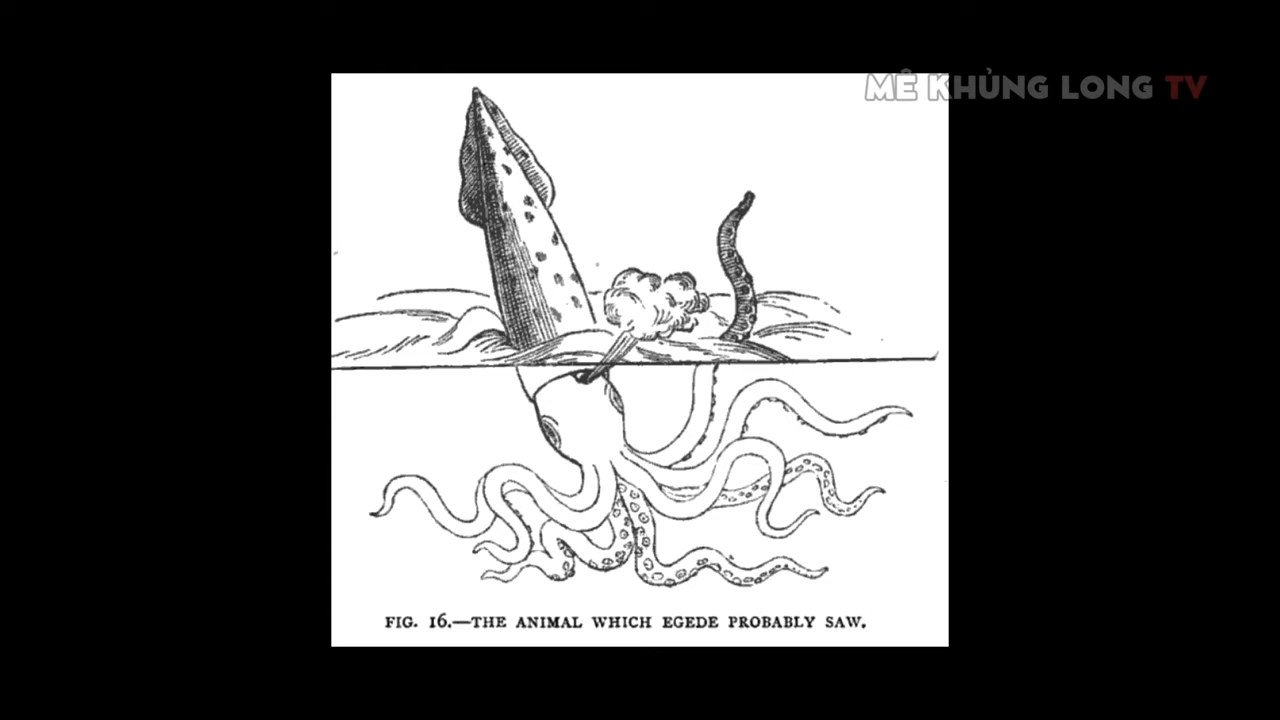 MÊ KHỦNG LONG TV
FIG. 16.—THE ANIMAL WHICH EGEDE PROBABLY SAW.